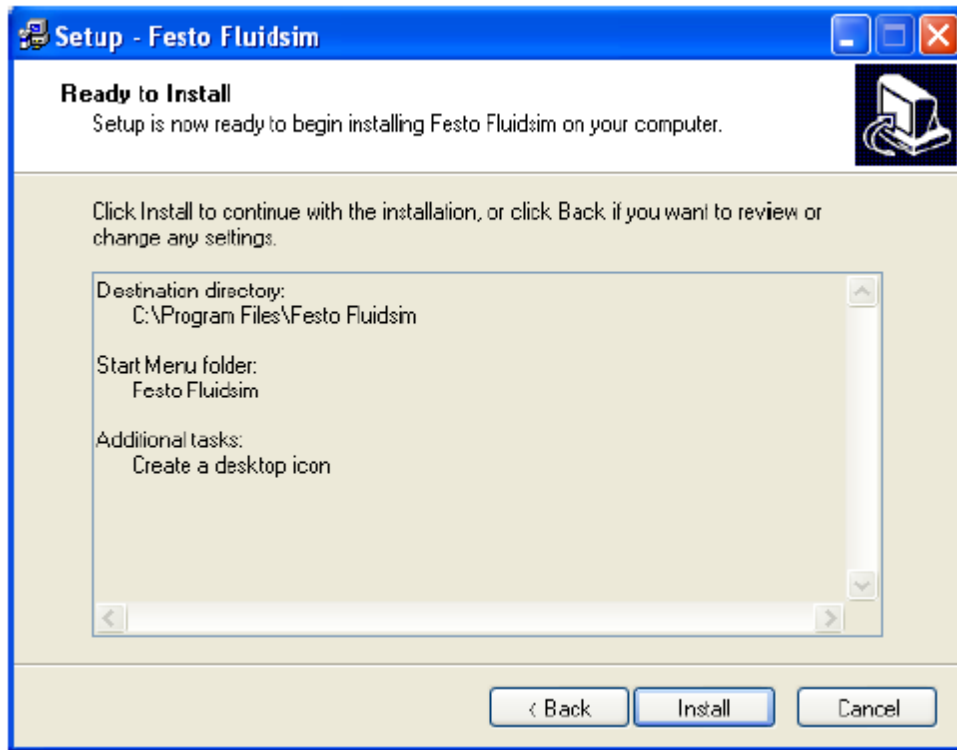 Setup - Festo Fluidsim
Ready to Install
Setup is now ready to begin installing Festo Fluidsim on your computer.
Click Install to continue with the installation, or click Back if you want to review or
change any settings.
Destination directory:
C:\Program Files\Festo Fluidsim
Start Menu folder:
Festo Fluidsim
Additional tasks:
Create a desktop icon
< Back
Install
Cancel